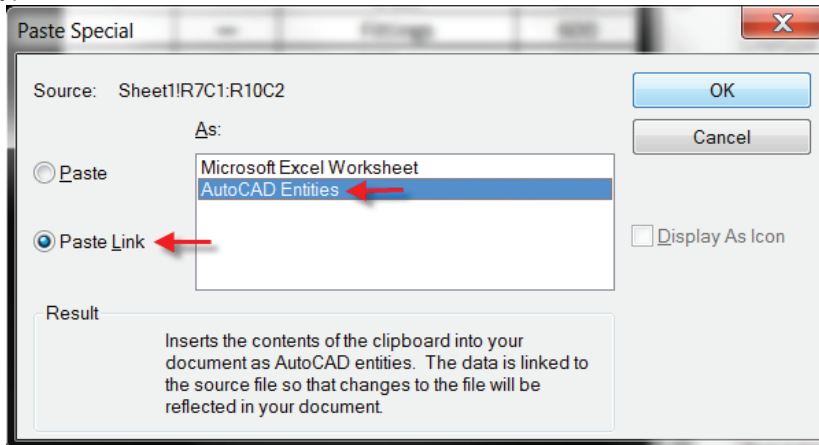 Paste Special
Fittings 600
Source: Sheet1!R7C1:R10C2
OK
As:
Cancel
Paste
Microsoft Excel Worksheet
AutoCAD Entities
Paste Link
Display As Icon
Result
Inserts the contents of the clipboard into your
document as AutoCAD entities. The data is linked to
the source file so that changes to the file will be
reflected in your document.